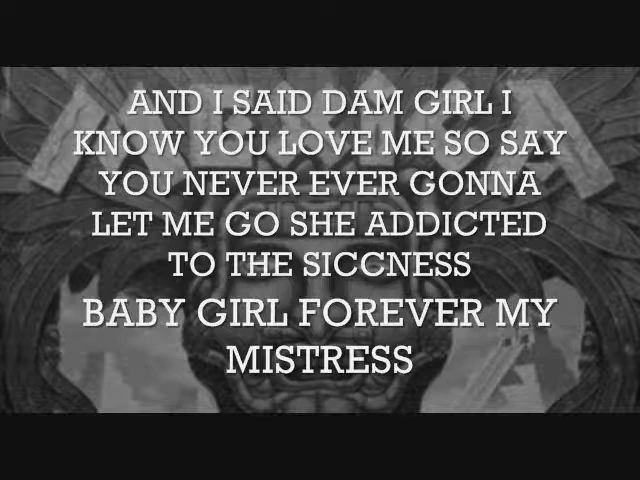 AND I SAID DAM GIRL I
KNOW YOU LOVE ME SO SAY
YOU NEVER EVER GONNA
LET ME GO SHE ADDICTED
TO THE SICCNESS
BABY GIRL FOREVER MY
MISTRESS